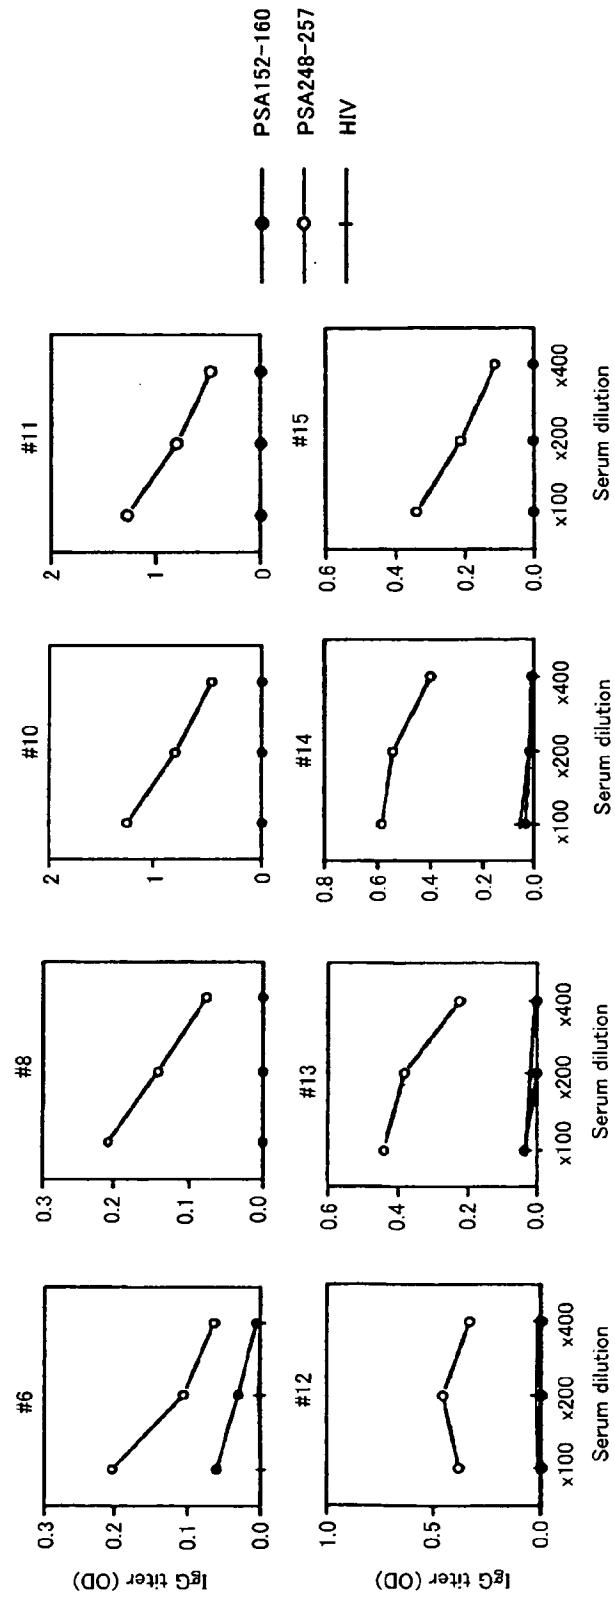 #6
IgG titer (OD)
0.3
0.2
0.1
0.0
#8
0.3
0.2
0.1
0.0
#10
2
1
0
#11
2
1
0
#12
IgG titer (OD)
1.0
0.5
0.0
x100 x200 x400
Serum dilution
#13
0.6
0.4
0.2
0.0
x100 x200 x400
Serum dilution
#14
0.8
0.6
0.4
0.2
0.0
x100 x200 x400
Serum dilution
#15
0.6
0.4
0.2
0.0
x100 x200 x400
Serum dilution
PSA152-160
PSA248-257
HIV